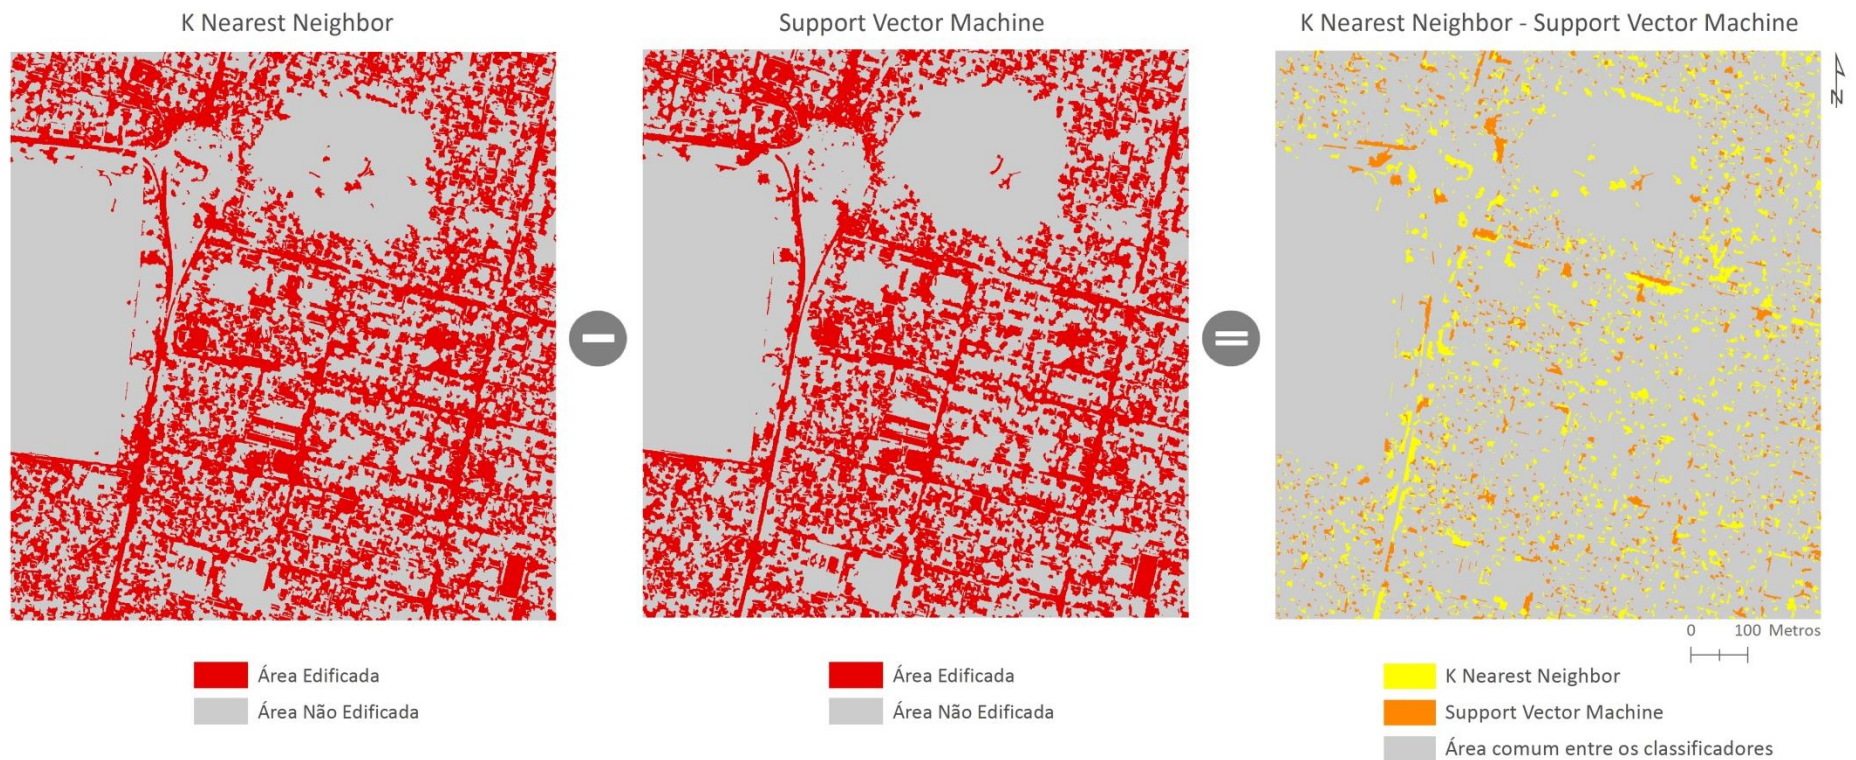 K Nearest Neighbor
Support Vector Machine
K Nearest Neighbor - Support Vector Machine
N
0 100 Metros
Área Edificada
Área Não Edificada
Área Edificada
Área Não Edificada
K Nearest Neighbor
Support Vector Machine
Área comum entre os classificadores